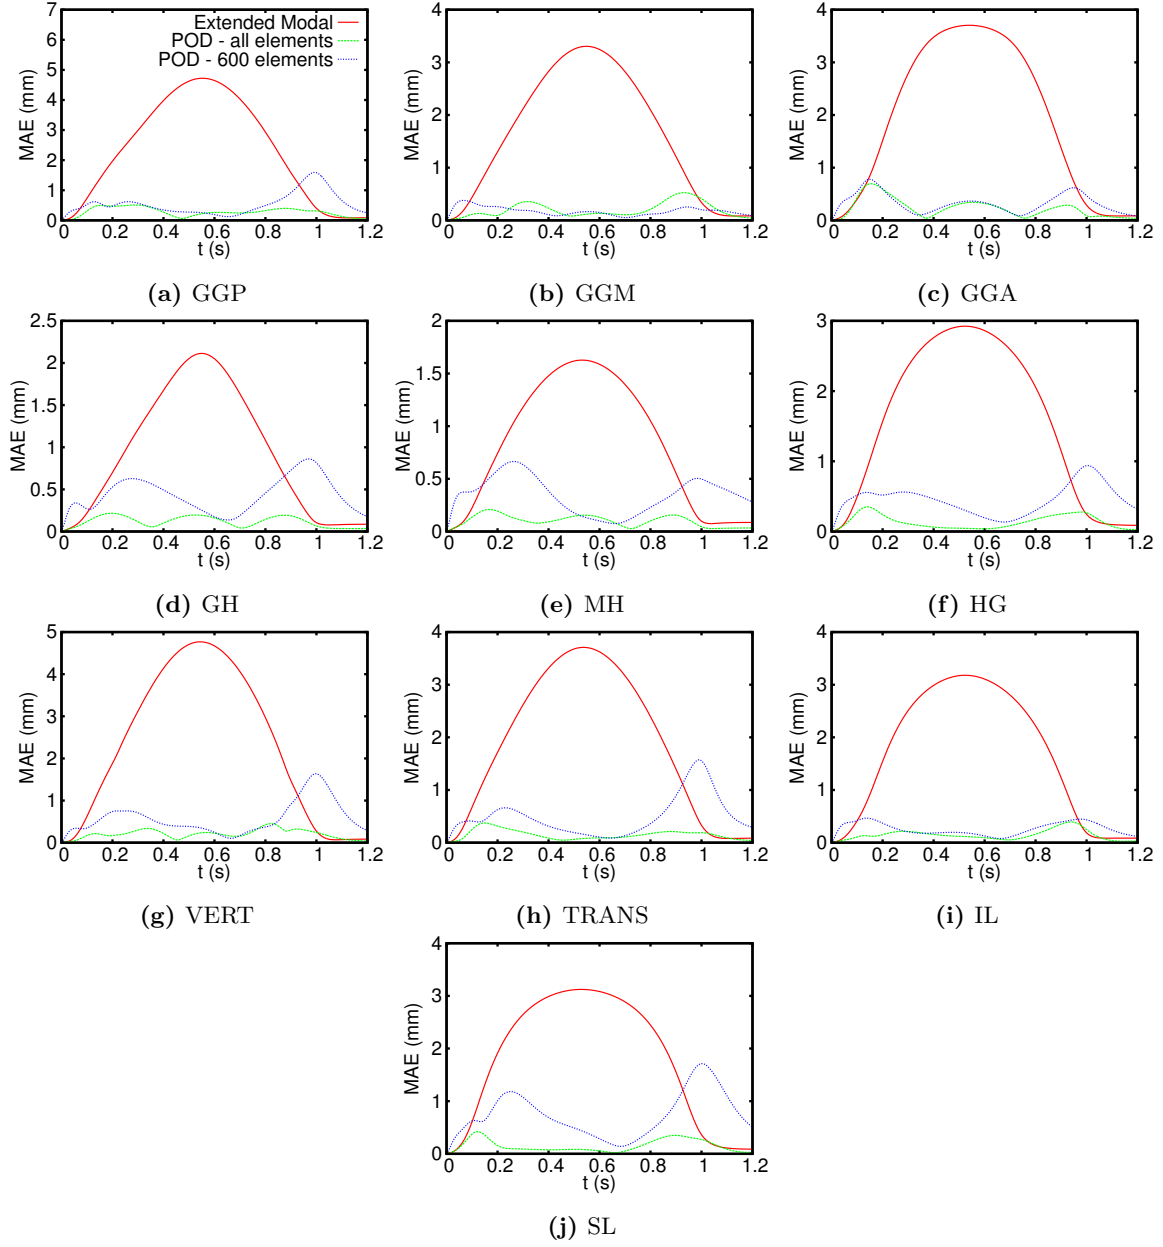 7
6
5
4
3
2
1
0
MAE (mm)
Extended Modal
POD - all elements
POD - 600 elements
0 0.2 0.4 0.6 0.8 1 1.2
t (s)
(a) GGP
4
3
2
1
0
MAE (mm)
0 0.2 0.4 0.6 0.8 1 1.2
t (s)
(b) GGM
4
3
2
1
0
MAE (mm)
0 0.2 0.4 0.6 0.8 1 1.2
t (s)
(c) GGA
2.5
2
1.5
1
0.5
0
MAE (mm)
0 0.2 0.4 0.6 0.8 1 1.2
t (s)
(d) GH
2
1.5
1
0.5
0
MAE (mm)
0 0.2 0.4 0.6 0.8 1 1.2
t (s)
(e) MH
3
2
1
0
MAE (mm)
0 0.2 0.4 0.6 0.8 1 1.2
t (s)
(f) HG
5
4
3
2
1
0
MAE (mm)
0 0.2 0.4 0.6 0.8 1 1.2
t (s)
(g) VERT
4
3
2
1
0
MAE (mm)
0 0.2 0.4 0.6 0.8 1 1.2
t (s)
(h) TRANS
4
3
2
1
0
MAE (mm)
0 0.2 0.4 0.6 0.8 1 1.2
t (s)
(i) IL
4
3
2
1
0
MAE (mm)
0 0.2 0.4 0.6 0.8 1 1.2
t (s)
(j) SL